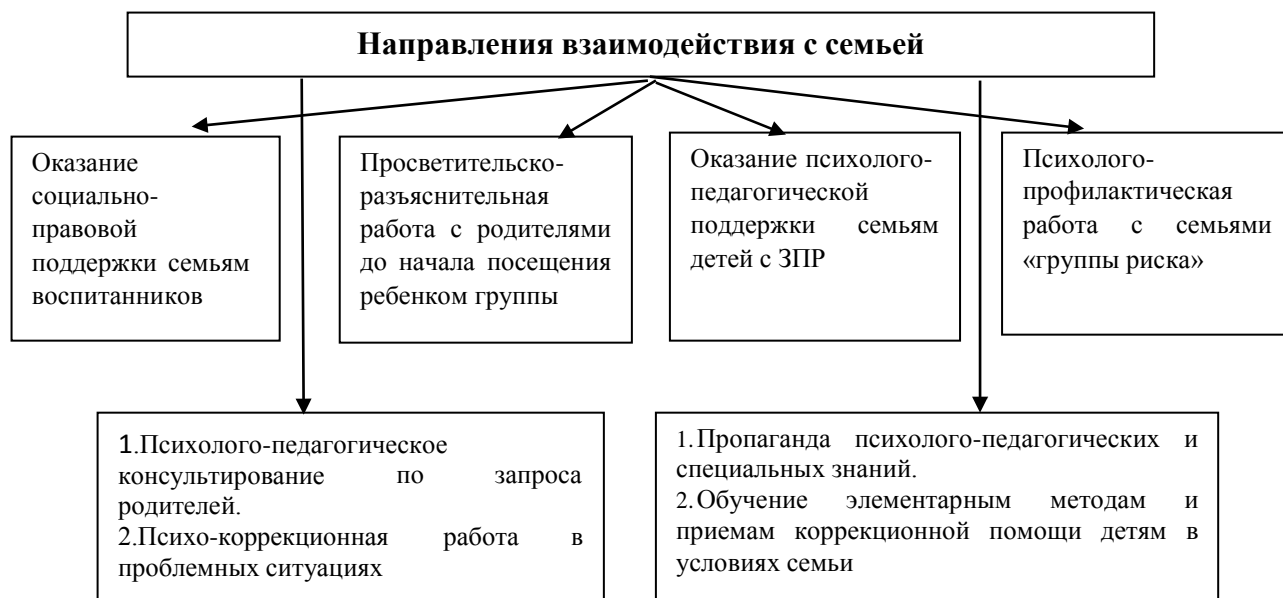 Направления взаимодействия с семьей
Оказание
социально-
правовой
поддержки семьям
воспитанников
Просветительско-
разъяснительная
работа с родителями
до начала посещения
ребенком группы
Оказание психолого-
педагогической
поддержки семьям
детей с ЗПР
Психолого-
профилактическая
работа с семьями
«группы риска»
1.Психолого-педагогическое
консультирование по запроса
родителей.
2.Психо-коррекционная работа в
проблемных ситуациях
1.Пропаганда психолого-педагогических и
специальных знаний.
2.Обучение элементарным методам и
приемам коррекционной помощи детям в
условиях семьи